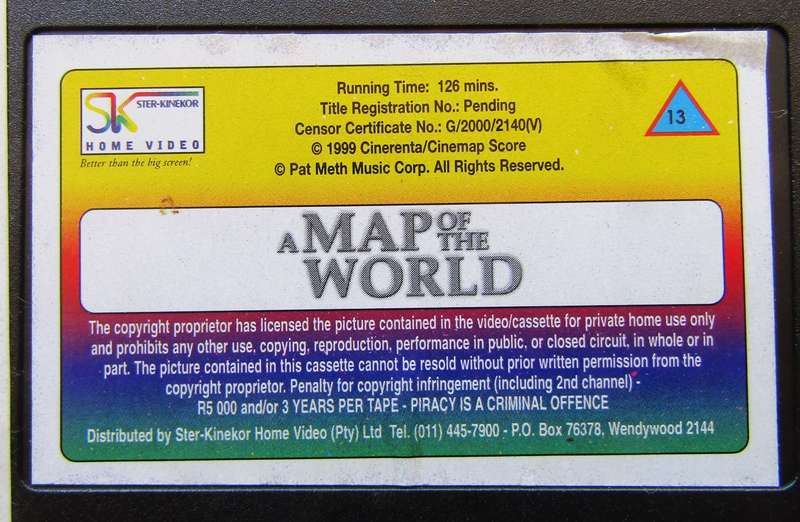 SK STER-KINEKOR
HOME VIDEO
Better than the big screen!
Running Time: 126 mins.
Title Registration No.: Pending
Censor Certificate No.: G/2000/2140(V)
© 1999 Cinerenta/Cinemap Score
© Pat Meth Music Corp. All Rights Reserved.
13
A MAP OF THE
WORLD
The copyright proprietor has licensed the picture contained in the video/cassette for private home use only
and prohibits any other use, copying, reproduction, performance in public, or closed circuit, in whole or in
part. The picture contained in this cassette cannot be resold without prior written permission from the
copyright proprietor. Penalty for copyright infringement (including 2nd channel) -
R5 000 and/or 3 YEARS PER TAPE - PIRACY IS A CRIMINAL OFFENCE
Distributed by Ster-Kinekor Home Video (Pty) Ltd Tel. (011) 445-7900 - P.O. Box 76378, Wendywood 2144